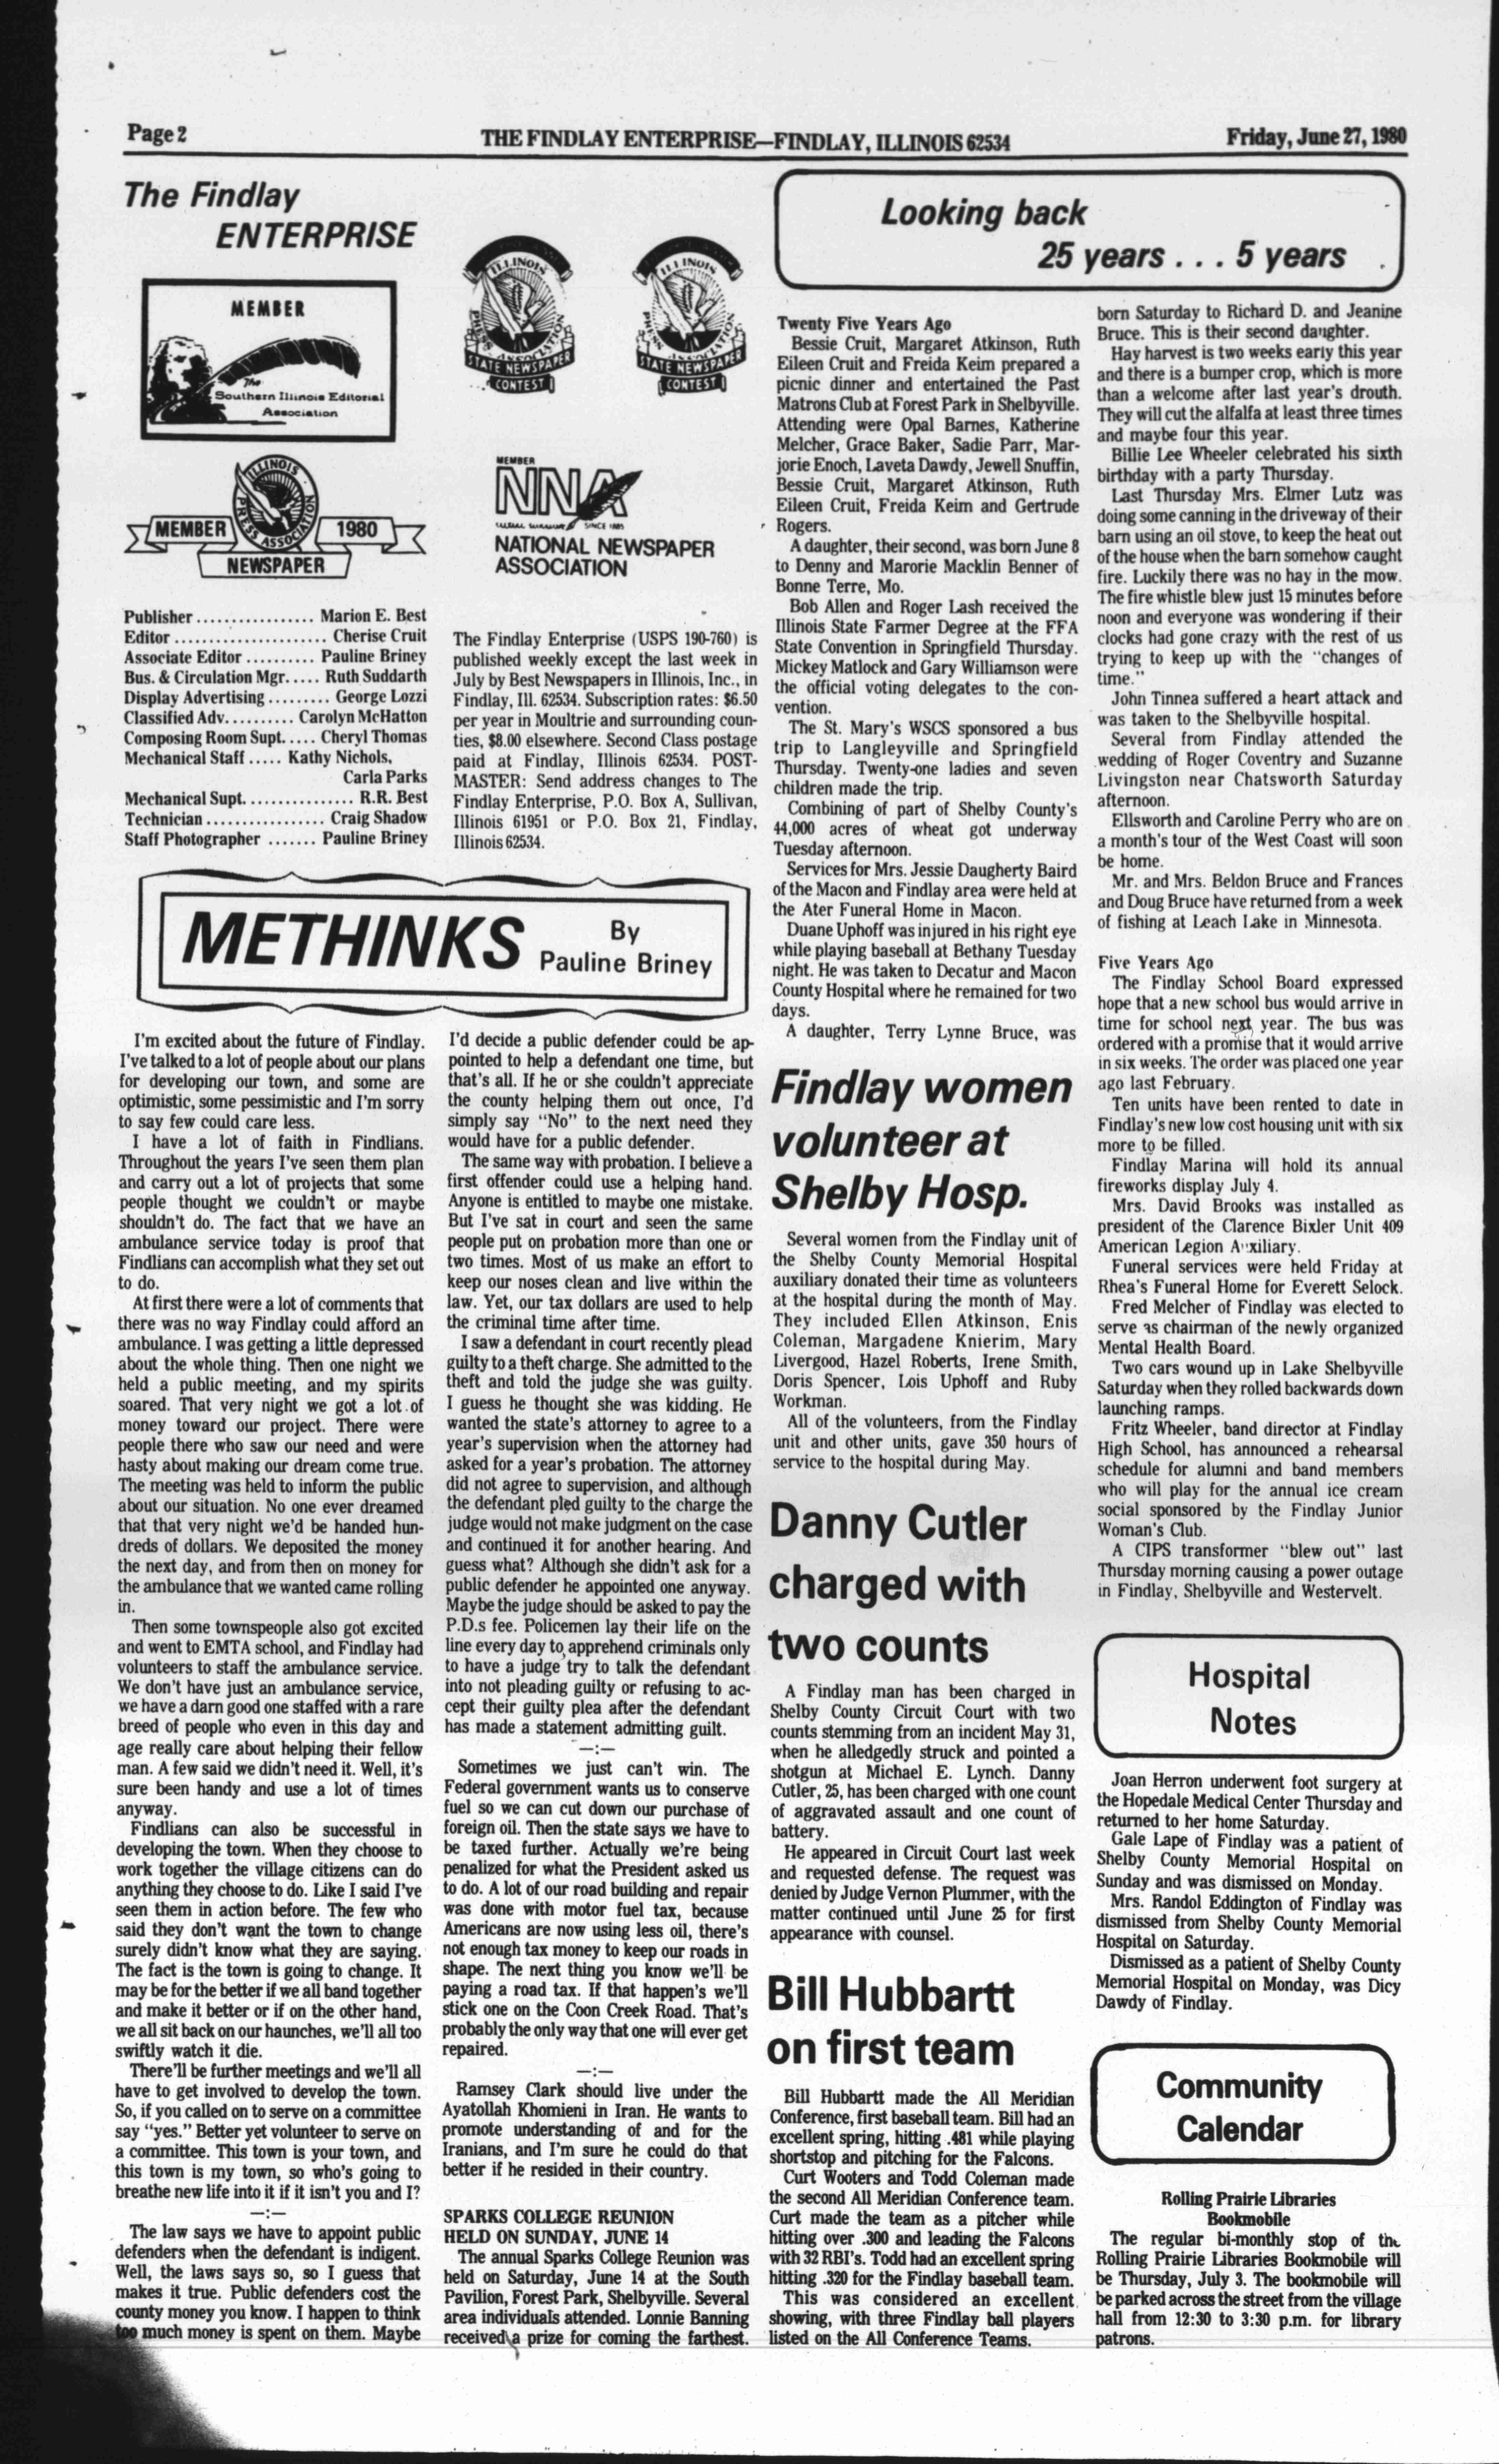 Page 2
THE FINDLAY ENTERPRISE—FINDLAY, ILLINOIS 62534
Friday, June 27, 1980
The Findlay
ENTERPRISE
MEMBER
The
Southern Illinois Editorial
Association
ILLINOIS
PRESS ASSOCIATION
STATE NEWSPAPER
CONTEST
ILLINOIS
PRESS ASSOCIATION
STATE NEWSPAPER
CONTEST
ILLINOIS
PRESS ASSOCIATION
MEMBER
1980
NEWSPAPER
MEMBER
NNA
SINCE 1885
NATIONAL NEWSPAPER
ASSOCIATION
Publisher ................. Marion E. Best
Editor ...................... Cherise Cruit
Associate Editor .......... Pauline Briney
Bus. & Circulation Mgr..... Ruth Suddarth
Display Advertising ......... George Lozzi
Classified Adv.......... Carolyn McHatton
Composing Room Supt..... Cheryl Thomas
Mechanical Staff ..... Kathy Nichols,
Carla Parks
Mechanical Supt................ R.R. Best
Technician ................. Craig Shadow
Staff Photographer ....... Pauline Briney
The Findlay Enterprise (USPS 190-760) is
published weekly except the last week in
July by Best Newspapers in Illinois, Inc., in
Findlay, Ill. 62534. Subscription rates: $6.50
per year in Moultrie and surrounding coun-
ties, $8.00 elsewhere. Second Class postage
paid at Findlay, Illinois 62534. POST-
MASTER: Send address changes to The
Findlay Enterprise, P.O. Box A, Sullivan,
Illinois 61951 or P.O. Box 21, Findlay,
Illinois 62534.
METHINKS
By
Pauline Briney
I'm excited about the future of Findlay.
I've talked to a lot of people about our plans
for developing our town, and some are
optimistic, some pessimistic and I'm sorry
to say few could care less.
I have a lot of faith in Findlians.
Throughout the years I've seen them plan
and carry out a lot of projects that some
people thought we couldn't or maybe
shouldn't do. The fact that we have an
ambulance service today is proof that
Findlians can accomplish what they set out
to do.
At first there were a lot of comments that
there was no way Findlay could afford an
ambulance. I was getting a little depressed
about the whole thing. Then one night we
held a public meeting, and my spirits
soared. That very night we got a lot of
money toward our project. There were
people there who saw our need and were
hasty about making our dream come true.
The meeting was held to inform the public
about our situation. No one ever dreamed
that that very night we'd be handed hun-
dreds of dollars. We deposited the money
the next day, and from then on money for
the ambulance that we wanted came rolling
in.
Then some townspeople also got excited
and went to EMTA school, and Findlay had
volunteers to staff the ambulance service.
We don't have just an ambulance service,
we have a darn good one staffed with a rare
breed of people who even in this day and
age really care about helping their fellow
man. A few said we didn't need it. Well, it's
sure been handy and use a lot of times
anyway.
Findlians can also be successful in
developing the town. When they choose to
work together the village citizens can do
anything they choose to do. Like I said I've
seen them in action before. The few who
said they don't want the town to change
surely didn't know what they are saying.
The fact is the town is going to change. It
may be for the better if we all band together
and make it better or if on the other hand,
we all sit back on our haunches, we'll all too
swiftly watch it die.
There'll be further meetings and we'll all
have to get involved to develop the town.
So, if you called on to serve on a committee
say "yes." Better yet volunteer to serve on
a committee. This town is your town, and
this town is my town, so who's going to
breathe new life into it if it isn't you and I?
—:—
The law says we have to appoint public
defenders when the defendant is indigent.
Well, the laws says so, so I guess that
makes it true. Public defenders cost the
county money you know. I happen to think
too much money is spent on them. Maybe
I'd decide a public defender could be ap-
pointed to help a defendant one time, but
that's all. If he or she couldn't appreciate
the county helping them out once, I'd
simply say "No" to the next need they
would have for a public defender.
The same way with probation. I believe a
first offender could use a helping hand.
Anyone is entitled to maybe one mistake.
But I've sat in court and seen the same
people put on probation more than one or
two times. Most of us make an effort to
keep our noses clean and live within the
law. Yet, our tax dollars are used to help
the criminal time after time.
I saw a defendant in court recently plead
guilty to a theft charge. She admitted to the
theft and told the judge she was guilty.
I guess he thought she was kidding. He
wanted the state's attorney to agree to a
year's supervision when the attorney had
asked for a year's probation. The attorney
did not agree to supervision, and although
the defendant pled guilty to the charge the
judge would not make judgment on the case
and continued it for another hearing. And
guess what? Although she didn't ask for a
public defender he appointed one anyway.
Maybe the judge should be asked to pay the
P.D.s fee. Policemen lay their life on the
line every day to apprehend criminals only
to have a judge try to talk the defendant
into not pleading guilty or refusing to ac-
cept their guilty plea after the defendant
has made a statement admitting guilt.
—:—
Sometimes we just can't win. The
Federal government wants us to conserve
fuel so we can cut down our purchase of
foreign oil. Then the state says we have to
be taxed further. Actually we're being
penalized for what the President asked us
to do. A lot of our road building and repair
was done with motor fuel tax, because
Americans are now using less oil, there's
not enough tax money to keep our roads in
shape. The next thing you know we'll be
paying a road tax. If that happen's we'll
stick one on the Coon Creek Road. That's
probably the only way that one will ever get
repaired.
—:—
Ramsey Clark should live under the
Ayatollah Khomieni in Iran. He wants to
promote understanding of and for the
Iranians, and I'm sure he could do that
better if he resided in their country.
SPARKS COLLEGE REUNION
HELD ON SUNDAY, JUNE 14
The annual Sparks College Reunion was
held on Saturday, June 14 at the South
Pavilion, Forest Park, Shelbyville. Several
area individuals attended. Lonnie Banning
received a prize for coming the farthest.
Looking back
25 years . . . 5 years
Twenty Five Years Ago
Bessie Cruit, Margaret Atkinson, Ruth
Eileen Cruit and Freida Keim prepared a
picnic dinner and entertained the Past
Matrons Club at Forest Park in Shelbyville.
Attending were Opal Barnes, Katherine
Melcher, Grace Baker, Sadie Parr, Mar-
jorie Enoch, Laveta Dawdy, Jewell Snuffin,
Bessie Cruit, Margaret Atkinson, Ruth
Eileen Cruit, Freida Keim and Gertrude
Rogers.
A daughter, their second, was born June 8
to Denny and Marorie Macklin Benner of
Bonne Terre, Mo.
Bob Allen and Roger Lash received the
Illinois State Farmer Degree at the FFA
State Convention in Springfield Thursday.
Mickey Matlock and Gary Williamson were
the official voting delegates to the con-
vention.
The St. Mary's WSCS sponsored a bus
trip to Langleyville and Springfield
Thursday. Twenty-one ladies and seven
children made the trip.
Combining of part of Shelby County's
44,000 acres of wheat got underway
Tuesday afternoon.
Services for Mrs. Jessie Daugherty Baird
of the Macon and Findlay area were held at
the Ater Funeral Home in Macon.
Duane Uphoff was injured in his right eye
while playing baseball at Bethany Tuesday
night. He was taken to Decatur and Macon
County Hospital where he remained for two
days.
A daughter, Terry Lynne Bruce, was
Findlay women
volunteer at
Shelby Hosp.
Several women from the Findlay unit of
the Shelby County Memorial Hospital
auxiliary donated their time as volunteers
at the hospital during the month of May.
They included Ellen Atkinson, Enis
Coleman, Margadene Knierim, Mary
Livergood, Hazel Roberts, Irene Smith,
Doris Spencer, Lois Uphoff and Ruby
Workman.
All of the volunteers, from the Findlay
unit and other units, gave 350 hours of
service to the hospital during May.
Danny Cutler
charged with
two counts
A Findlay man has been charged in
Shelby County Circuit Court with two
counts stemming from an incident May 31,
when he alledgedly struck and pointed a
shotgun at Michael E. Lynch. Danny
Cutler, 25, has been charged with one count
of aggravated assault and one count of
battery.
He appeared in Circuit Court last week
and requested defense. The request was
denied by Judge Vernon Plummer, with the
matter continued until June 25 for first
appearance with counsel.
Bill Hubbartt
on first team
Bill Hubbartt made the All Meridian
Conference, first baseball team. Bill had an
excellent spring, hitting .481 while playing
shortstop and pitching for the Falcons.
Curt Wooters and Todd Coleman made
the second All Meridian Conference team.
Curt made the team as a pitcher while
hitting over .300 and leading the Falcons
with 32 RBI's. Todd had an excellent spring
hitting .320 for the Findlay baseball team.
This was considered an excellent
showing, with three Findlay ball players
listed on the All Conference Teams.
born Saturday to Richard D. and Jeanine
Bruce. This is their second daughter.
Hay harvest is two weeks early this year
and there is a bumper crop, which is more
than a welcome after last year's drouth.
They will cut the alfalfa at least three times
and maybe four this year.
Billie Lee Wheeler celebrated his sixth
birthday with a party Thursday.
Last Thursday Mrs. Elmer Lutz was
doing some canning in the driveway of their
barn using an oil stove, to keep the heat out
of the house when the barn somehow caught
fire. Luckily there was no hay in the mow.
The fire whistle blew just 15 minutes before
noon and everyone was wondering if their
clocks had gone crazy with the rest of us
trying to keep up with the "changes of
time."
John Tinnea suffered a heart attack and
was taken to the Shelbyville hospital.
Several from Findlay attended the
wedding of Roger Coventry and Suzanne
Livingston near Chatsworth Saturday
afternoon.
Ellsworth and Caroline Perry who are on
a month's tour of the West Coast will soon
be home.
Mr. and Mrs. Beldon Bruce and Frances
and Doug Bruce have returned from a week
of fishing at Leach Lake in Minnesota.
Five Years Ago
The Findlay School Board expressed
hope that a new school bus would arrive in
time for school next year. The bus was
ordered with a promise that it would arrive
in six weeks. The order was placed one year
ago last February.
Ten units have been rented to date in
Findlay's new low cost housing unit with six
more to be filled.
Findlay Marina will hold its annual
fireworks display July 4.
Mrs. David Brooks was installed as
president of the Clarence Bixler Unit 409
American Legion Auxiliary.
Funeral services were held Friday at
Rhea's Funeral Home for Everett Selock.
Fred Melcher of Findlay was elected to
serve as chairman of the newly organized
Mental Health Board.
Two cars wound up in Lake Shelbyville
Saturday when they rolled backwards down
launching ramps.
Fritz Wheeler, band director at Findlay
High School, has announced a rehearsal
schedule for alumni and band members
who will play for the annual ice cream
social sponsored by the Findlay Junior
Woman's Club.
A CIPS transformer "blew out" last
Thursday morning causing a power outage
in Findlay, Shelbyville and Westervelt.
Hospital
Notes
Joan Herron underwent foot surgery at
the Hopedale Medical Center Thursday and
returned to her home Saturday.
Gale Lape of Findlay was a patient of
Shelby County Memorial Hospital on
Sunday and was dismissed on Monday.
Mrs. Randol Eddington of Findlay was
dismissed from Shelby County Memorial
Hospital on Saturday.
Dismissed as a patient of Shelby County
Memorial Hospital on Monday, was Dicy
Dawdy of Findlay.
Community
Calendar
Rolling Prairie Libraries
Bookmobile
The regular bi-monthly stop of the
Rolling Prairie Libraries Bookmobile will
be Thursday, July 3. The bookmobile will
be parked across the street from the village
hall from 12:30 to 3:30 p.m. for library
patrons.